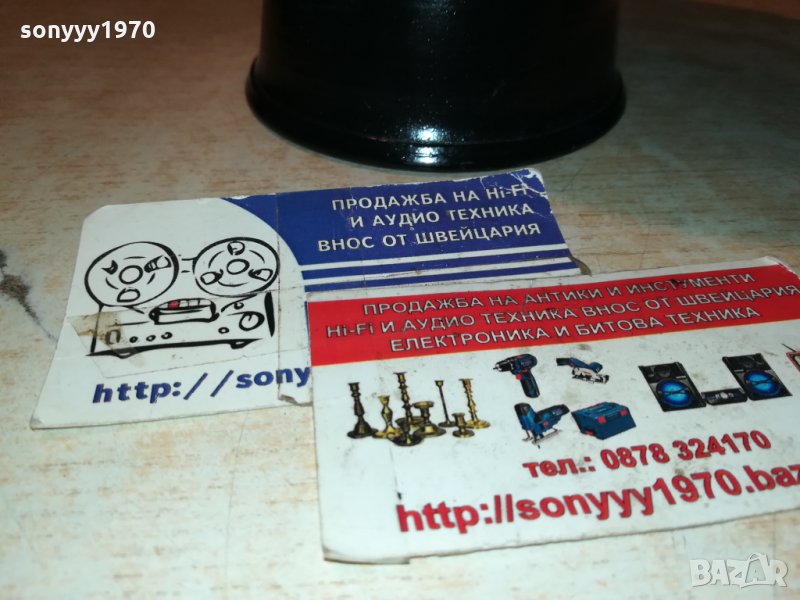 sonyyy1970
ПРОДАЖБА НА Hi-Fi
И АУДИО ТЕХНИКА
ВНОС ОТ ШВЕЙЦАРИЯ
http://sony
ПРОДАЖБА НА АНТИКИ И ИНСТРУМЕНТИ
Hi-Fi И АУДИО ТЕХНИКА ВНОС ОТ ШВЕЙЦАРИЯ
ЕЛЕКТРОНИКА И БИТОВА ТЕХНИКА
тел.: 0878 324170
http://sonyyy1970.baz
BAZAR